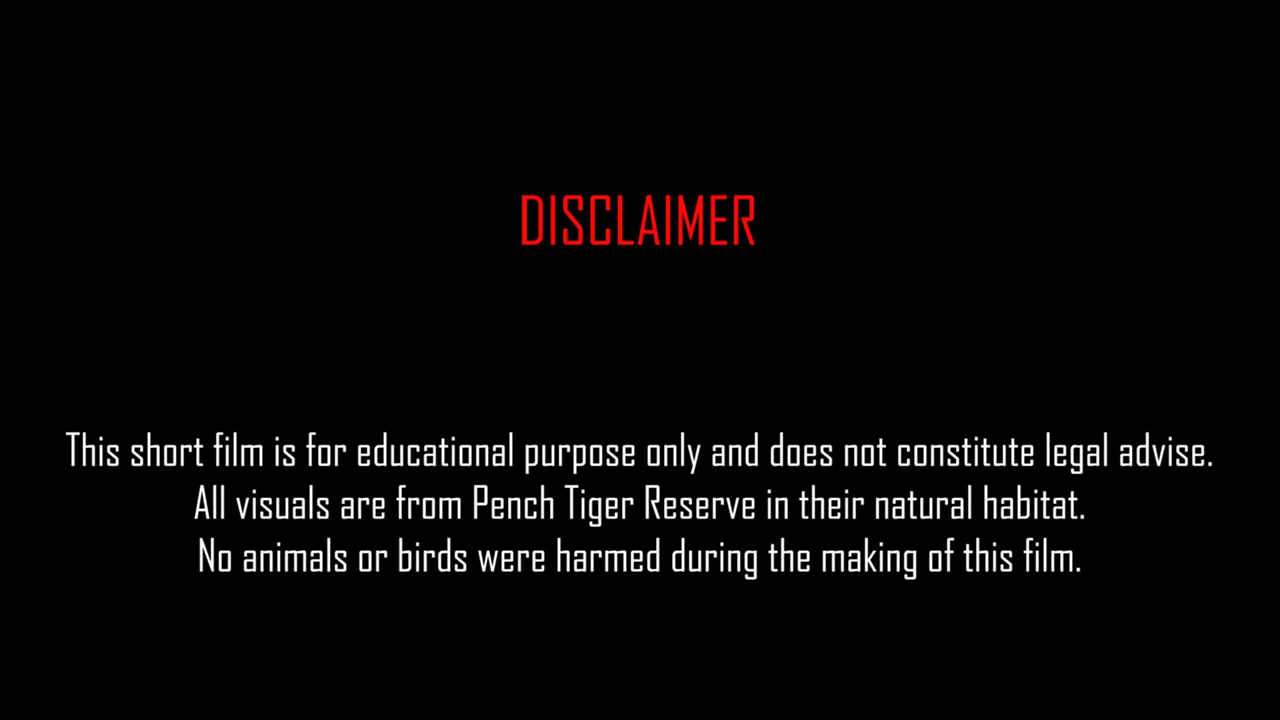 DISCLAIMER
This short film is for educational purpose only and does not constitute legal advise.
All visuals are from Pench Tiger Reserve in their natural habitat.
No animals or birds were harmed during the making of this film.